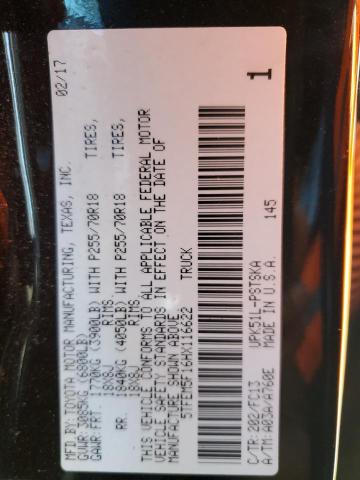 MFD BY:TOYOTA MOTOR MANUFACTURING, TEXAS, INC. 02/17
GVWR:3085KG(6800LB)
GAWR:FRT. 1770KG (3900LB) WITH P255/70R18 TIRES,
18X8J RIMS,
RR. 1840KG (4050LB) WITH P255/70R18 TIRES,
18X8J RIMS.
THIS VEHICLE CONFORMS TO ALL APPLICABLE FEDERAL MOTOR
VEHICLE SAFETY STANDARDS IN EFFECT ON THE DATE OF
MANUFACTURE SHOWN ABOVE.
5TFEM5F16HX116622 TRUCK
C/TR:202/FC13 VPK51L-PSTSKA 1
A/TM:A03A/A760E MADE IN U.S.A. 145